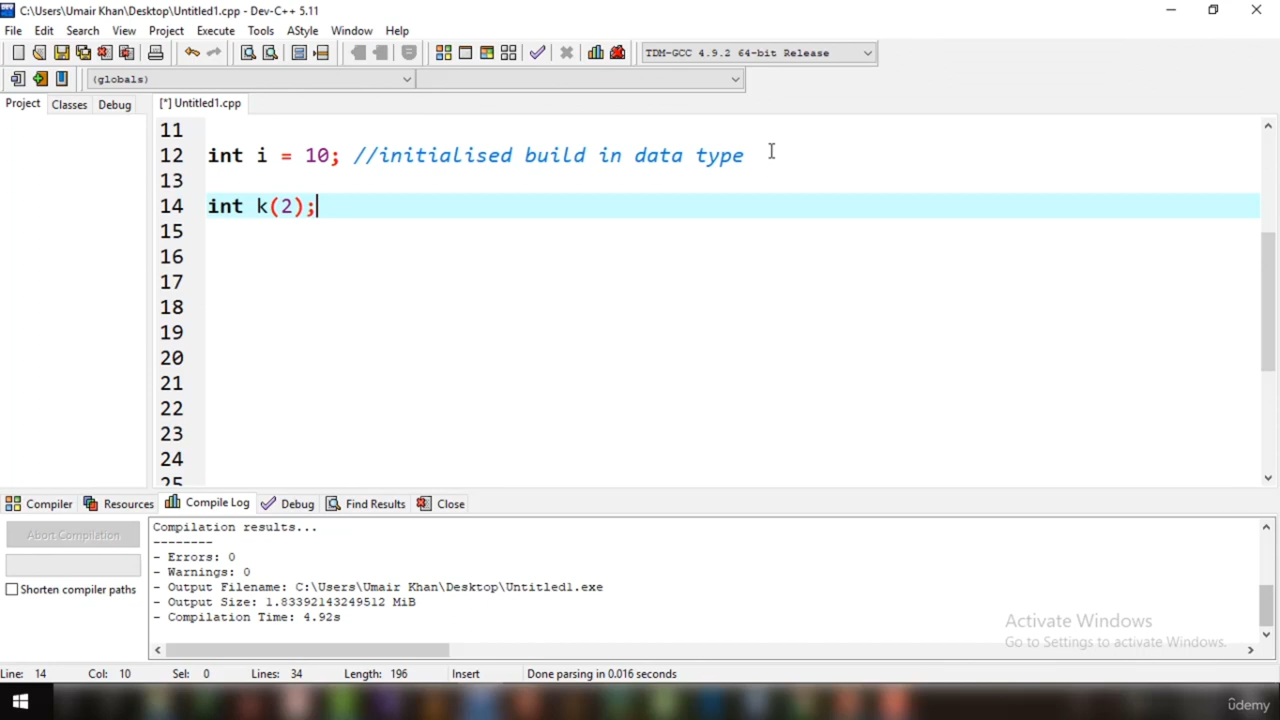 C:\Users\Umair Khan\Desktop\Untitled1.cpp - Dev-C++ 5.11
File Edit Search View Project Execute Tools AStyle Window Help
TDM-GCC 4.9.2 64-bit Release
(globals)
Project Classes Debug [*] Untitled1.cpp
11
12 int i = 10; //initialised build in data type
13
14 int k(2);
15
16
17
18
19
20
21
22
23
24
25
Compiler Resources Compile Log Debug Find Results Close
Abort Compilation
Shorten compiler paths
Compilation results...
--------
- Errors: 0
- Warnings: 0
- Output Filename: C:\Users\Umair Khan\Desktop\Untitled1.exe
- Output Size: 1.83392143249512 MiB
- Compilation Time: 4.92s
Activate Windows
Go to Settings to activate Windows.
Line: 14 Col: 10 Sel: 0 Lines: 34 Length: 196 Insert Done parsing in 0.016 seconds
ûdemy